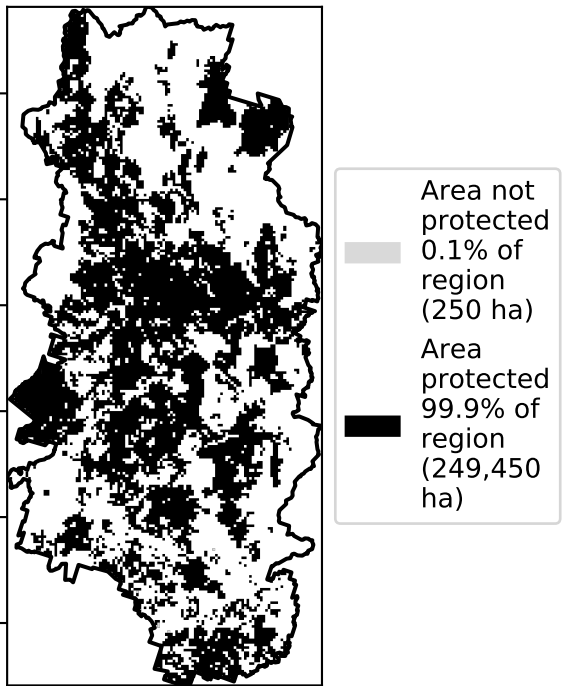 Area not
protected
0.1% of
region
(250 ha)
Area
protected
99.9% of
region
(249,450
ha)